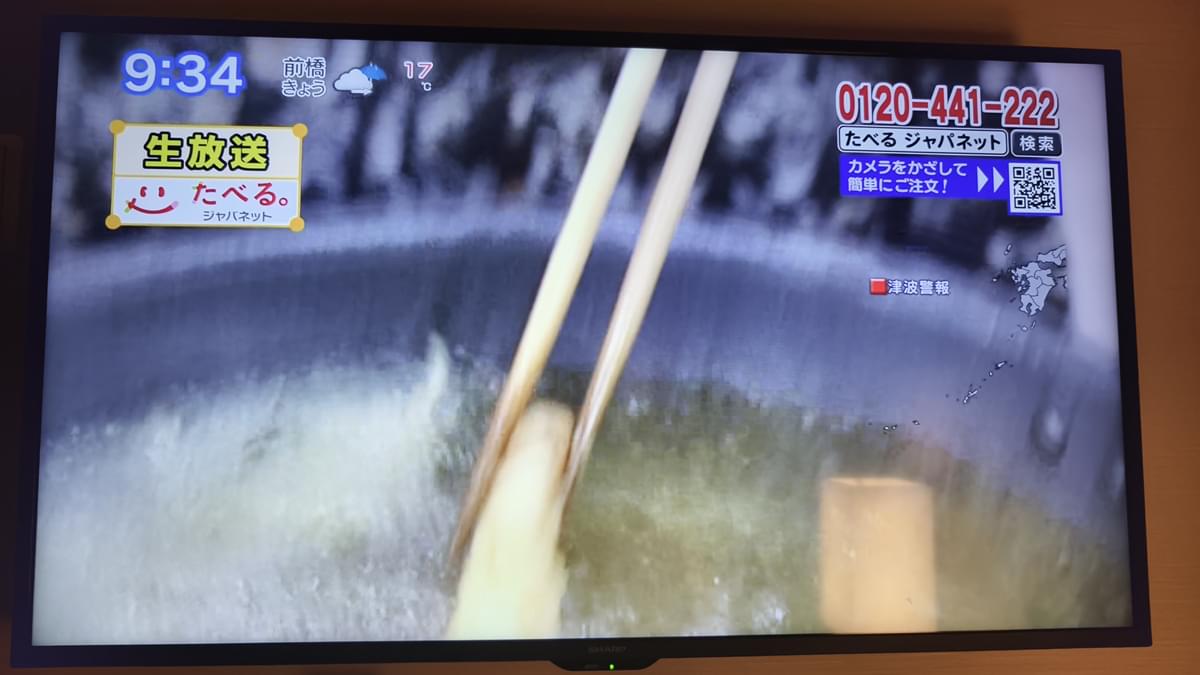 9:34
前橋
きょう
17
℃
生放送
たべる。
ジャパネット
0120-441-222
たべる ジャパネット 検索
カメラをかざして
簡単にご注文!
津波警報
SHARP